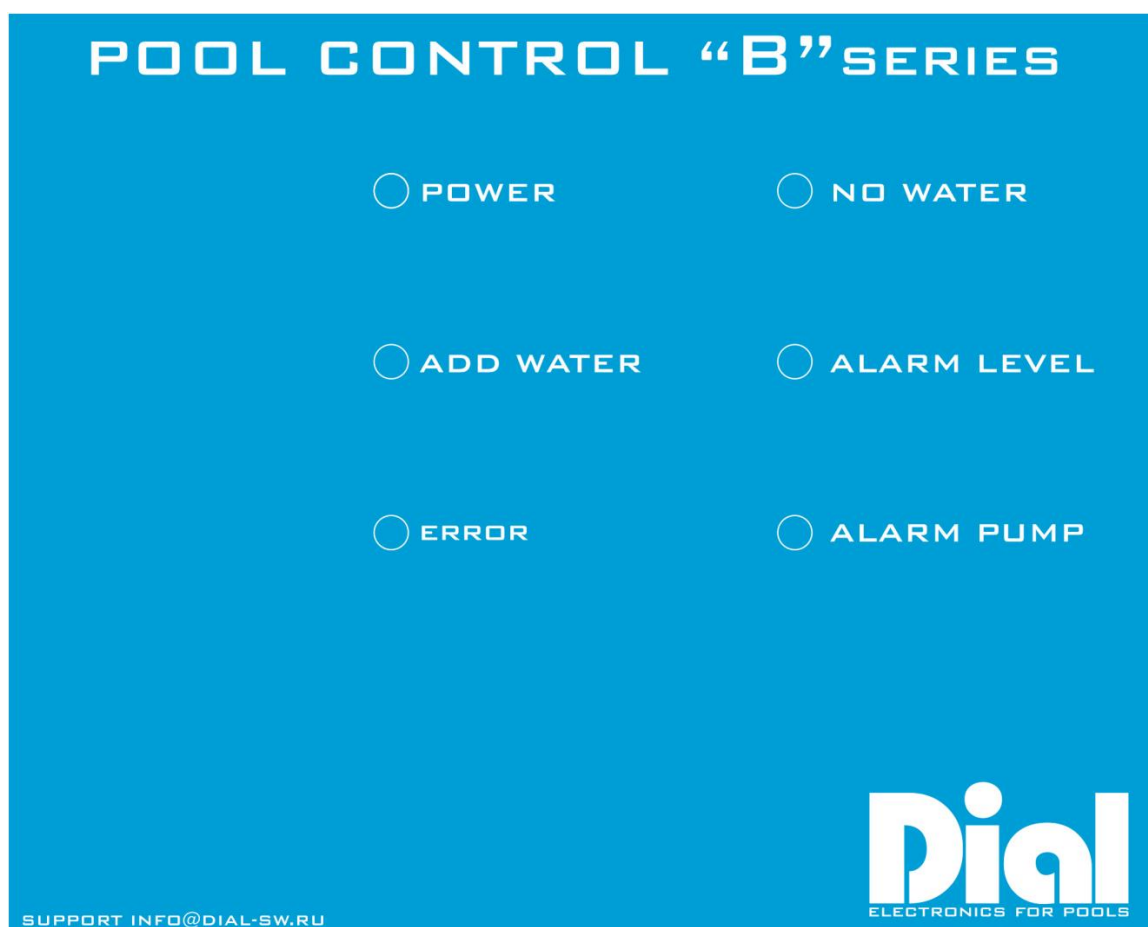 POOL CONTROL “B” SERIES
POWER
NO WATER
ADD WATER
ALARM LEVEL
ERROR
ALARM PUMP
Dial
ELECTRONICS FOR POOLS
SUPPORT INFO@DIAL-SW.RU